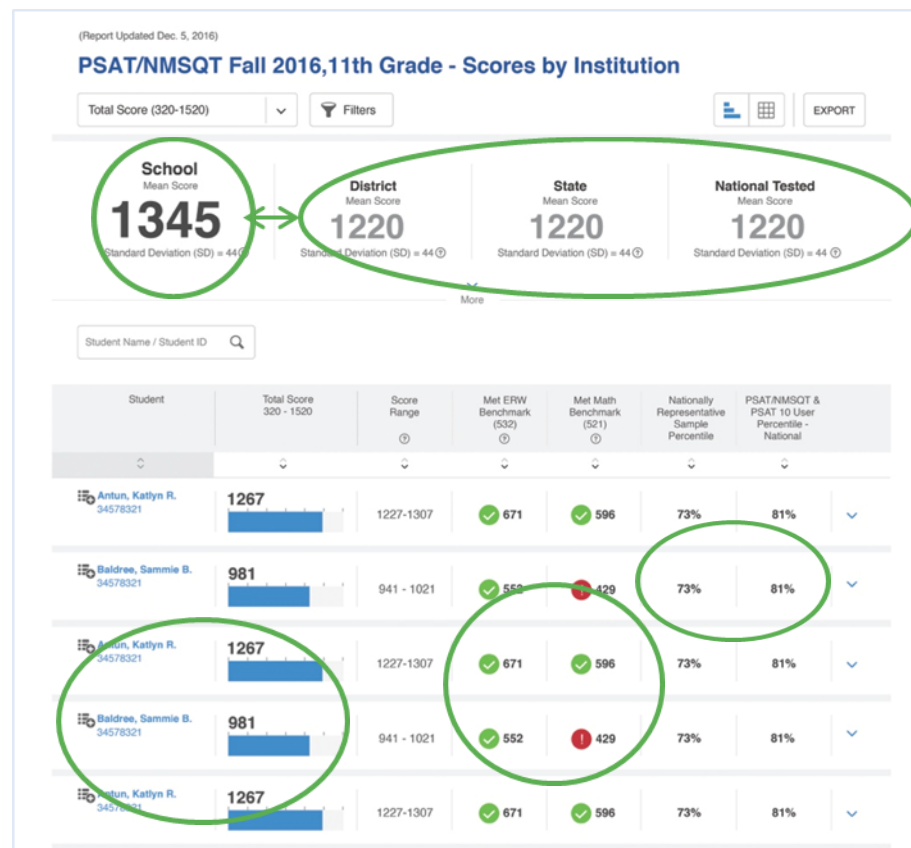 (Report Updated Dec. 5, 2016)
PSAT/NMSQT Fall 2016,11th Grade - Scores by Institution
Total Score (320-1520) Filters EXPORT
School
Mean Score
1345
Standard Deviation (SD) = 44
District
Mean Score
1220
Standard Deviation (SD) = 44
State
Mean Score
1220
Standard Deviation (SD) = 44
National Tested
Mean Score
1220
Standard Deviation (SD) = 44
More
Student Name / Student ID
Student
Total Score
320 - 1520
Score
Range
Met ERW
Benchmark
(532)
Met Math
Benchmark
(521)
Nationally
Representative
Sample
Percentile
PSAT/NMSQT &
PSAT 10 User
Percentile -
National
Antun, Katlyn R.
34578321
1267
1227-1307 671 596 73% 81%
Baldree, Sammie B.
34578321
981
941 - 1021 552 429 73% 81%
Antun, Katlyn R.
34578321
1267
1227-1307 671 596 73% 81%
Baldree, Sammie B.
34578321
981
941 - 1021 552 429 73% 81%
Antun, Katlyn R.
34578321
1267
1227-1307 671 596 73% 81%